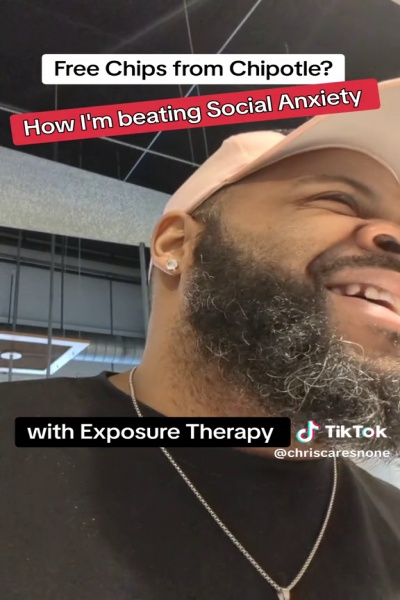 Free Chips from Chipotle?
How I'm beating Social Anxiety
with Exposure Therapy
TikTok
@chriscaresnone